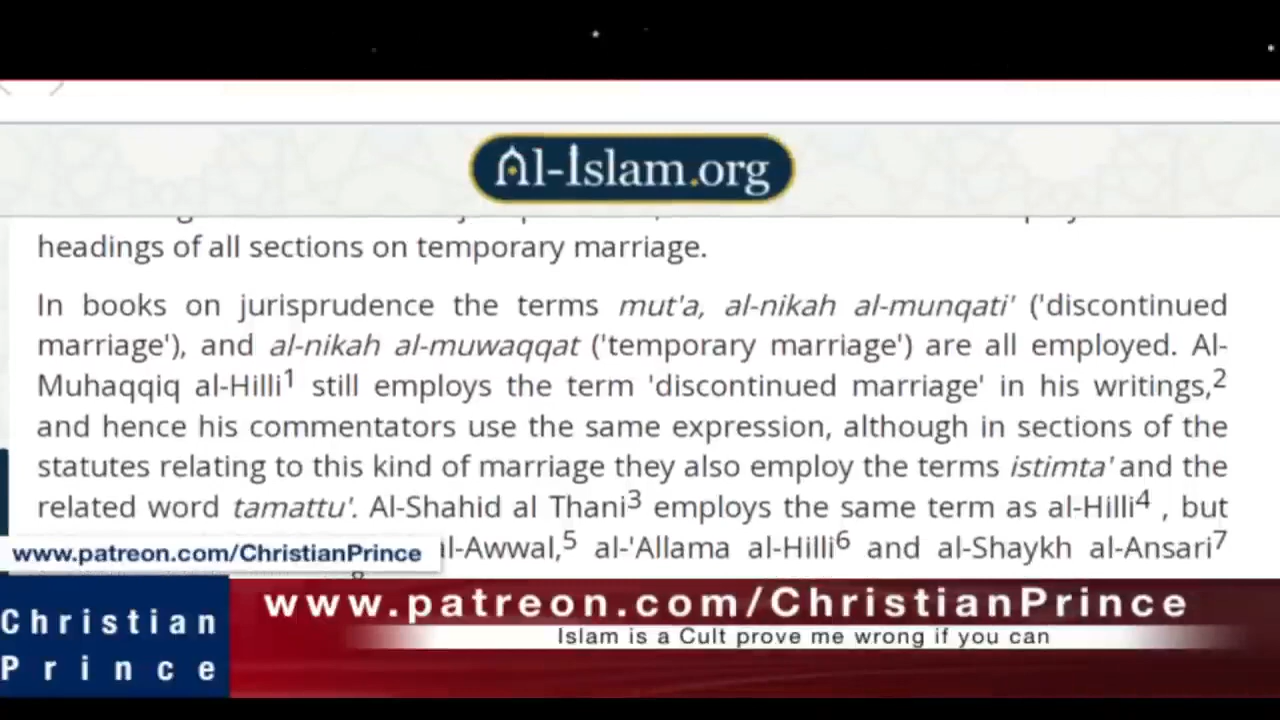 Al-Islam.org
headings of all sections on temporary marriage.
In books on jurisprudence the terms mut'a, al-nikah al-munqati' ('discontinued
marriage'), and al-nikah al-muwaqqat ('temporary marriage') are all employed. Al-
Muhaqqiq al-Hilli1 still employs the term 'discontinued marriage' in his writings,2
and hence his commentators use the same expression, although in sections of the
statutes relating to this kind of marriage they also employ the terms istimta' and the
related word tamattu'. Al-Shahid al Thani3 employs the same term as al-Hilli4 , but
al-Awwal,5 al-'Allama al-Hilli6 and al-Shaykh al-Ansari7
www.patreon.com/ChristianPrince
8
Christian
Prince
www.patreon.com/ChristianPrince
Islam is a Cult prove me wrong if you can